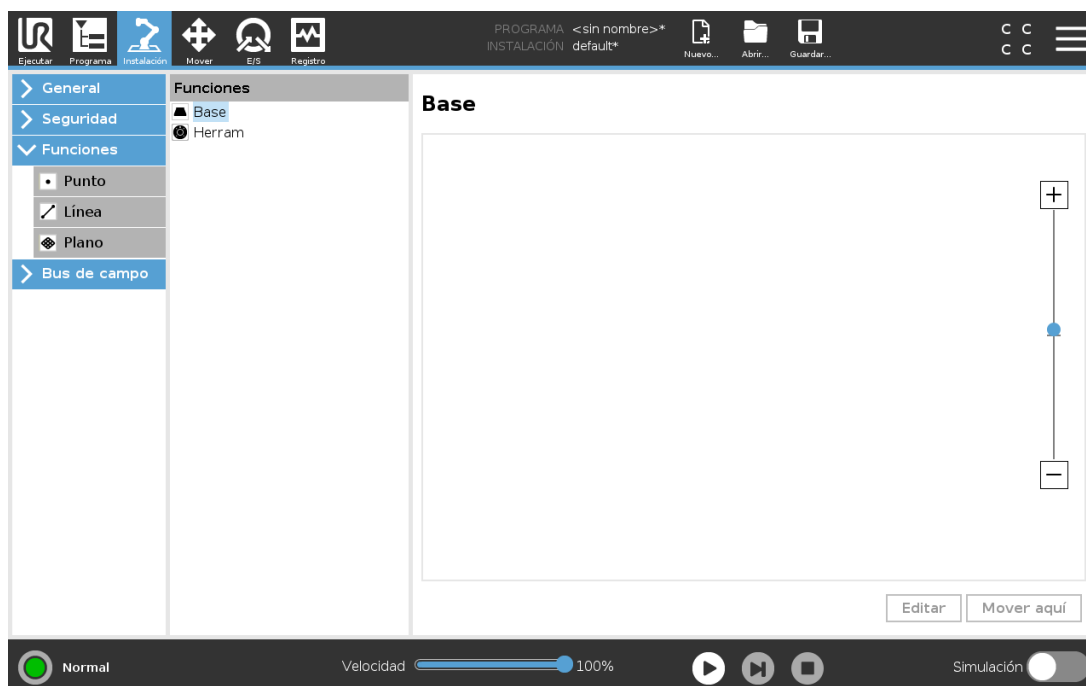 PROGRAMA <sin nombre>*
INSTALACIÓN default*
C C
C C
Ejecutar Programa Instalación Mover E/S Registro Nuevo... Abrir... Guardar...
General
Seguridad
Funciones
Punto
Línea
Plano
Bus de campo
Funciones
Base
Herram
Base
Editar Mover aquí
Normal Velocidad 100% Simulación